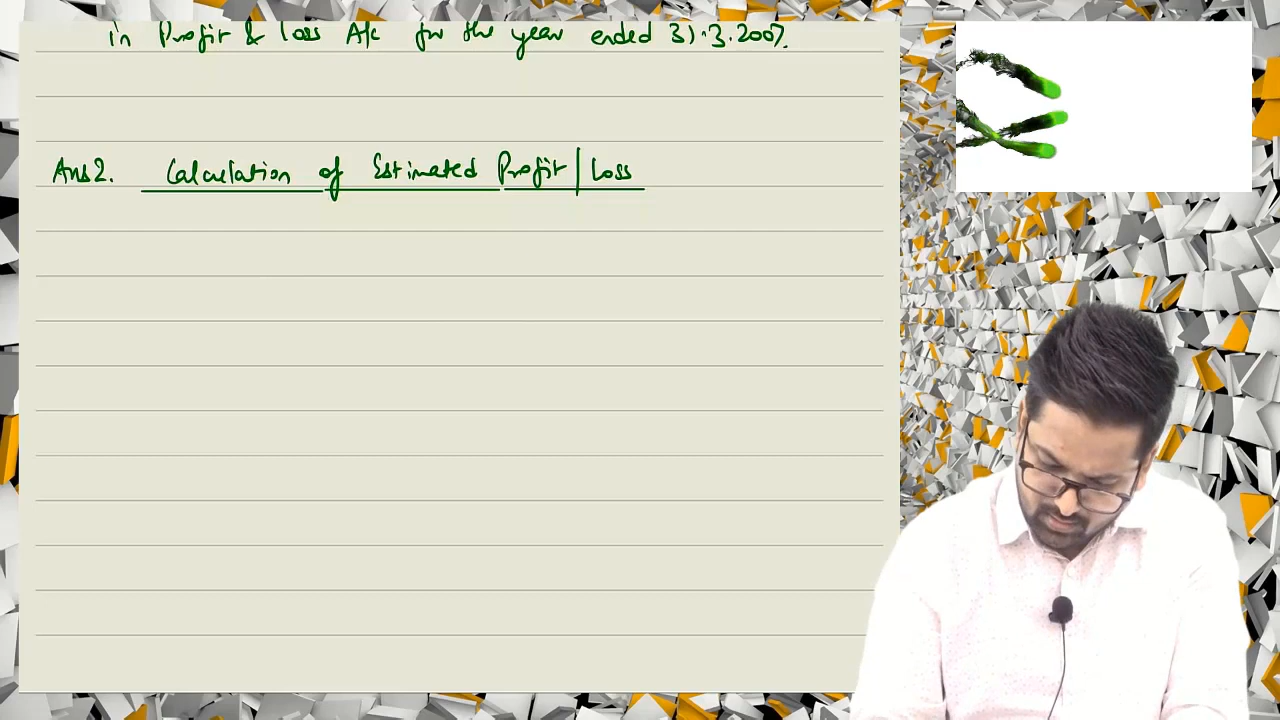 in Profit & Loss A/c for the year ended 31.3.2007.
Ans 2. Calculation of Estimated Profit | Loss